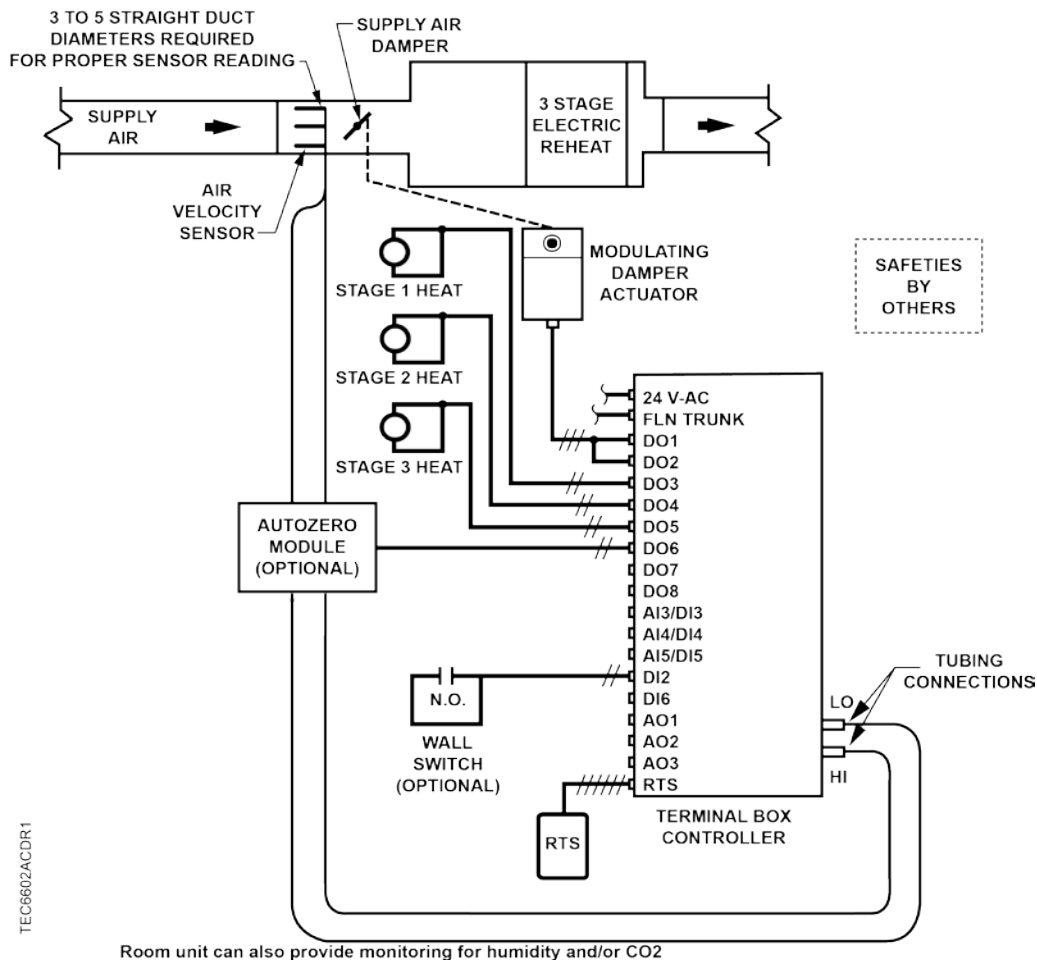 3 TO 5 STRAIGHT DUCT
DIAMETERS REQUIRED
FOR PROPER SENSOR READING
SUPPLY AIR
DAMPER
SUPPLY
AIR
3 STAGE
ELECTRIC
REHEAT
AIR
VELOCITY
SENSOR
STAGE 1 HEAT
MODULATING
DAMPER
ACTUATOR
SAFETIES
BY
OTHERS
STAGE 2 HEAT
STAGE 3 HEAT
24 V-AC
FLN TRUNK
DO1
DO2
DO3
DO4
DO5
DO6
DO7
DO8
AI3/DI3
AI4/DI4
AI5/DI5
DI2
DI6
AO1
AO2
AO3
RTS
AUTOZERO
MODULE
(OPTIONAL)
N.O.
WALL
SWITCH
(OPTIONAL)
TUBING
CONNECTIONS
LO
HI
TERMINAL BOX
CONTROLLER
RTS
TEC6602ACDR1
Room unit can also provide monitoring for humidity and/or CO2